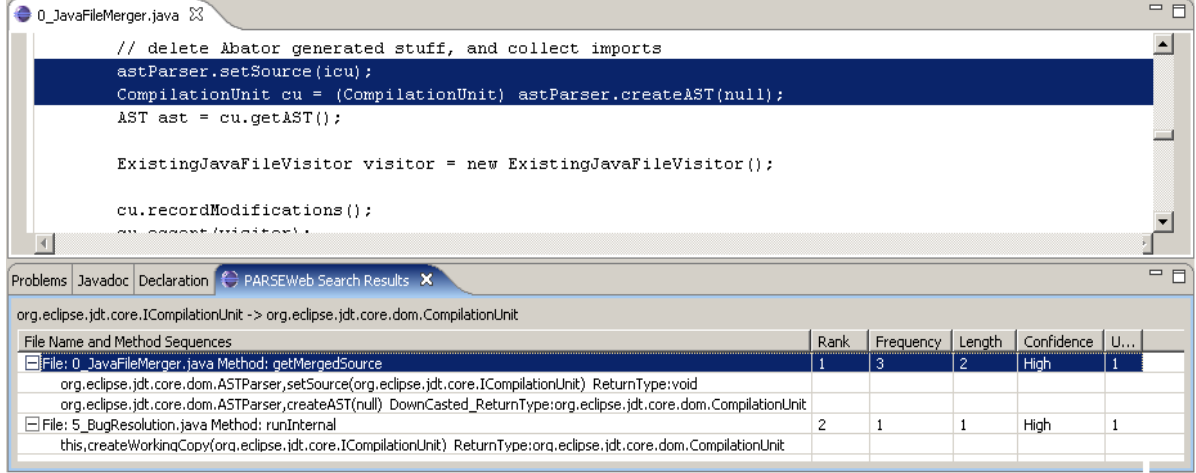 0_JavaFileMerger.java
// delete Abator generated stuff, and collect imports
astParser.setSource(icu);
CompilationUnit cu = (CompilationUnit) astParser.createAST(null);
AST ast = cu.getAST();
ExistingJavaFileVisitor visitor = new ExistingJavaFileVisitor();
cu.recordModifications();
cu.accept(visitor);
Problems Javadoc Declaration PARSEWeb Search Results
org.eclipse.jdt.core.ICompilationUnit -> org.eclipse.jdt.core.dom.CompilationUnit
File Name and Method Sequences Rank Frequency Length Confidence U...
File: 0_JavaFileMerger.java Method: getMergedSource 1 3 2 High 1
org.eclipse.jdt.core.dom.ASTParser,setSource(org.eclipse.jdt.core.ICompilationUnit) ReturnType:void
org.eclipse.jdt.core.dom.ASTParser,createAST(null) DownCasted_ReturnType:org.eclipse.jdt.core.dom.CompilationUnit
File: 5_BugResolution.java Method: runInternal 2 1 1 High 1
this,createWorkingCopy(org.eclipse.jdt.core.ICompilationUnit) ReturnType:org.eclipse.jdt.core.dom.CompilationUnit